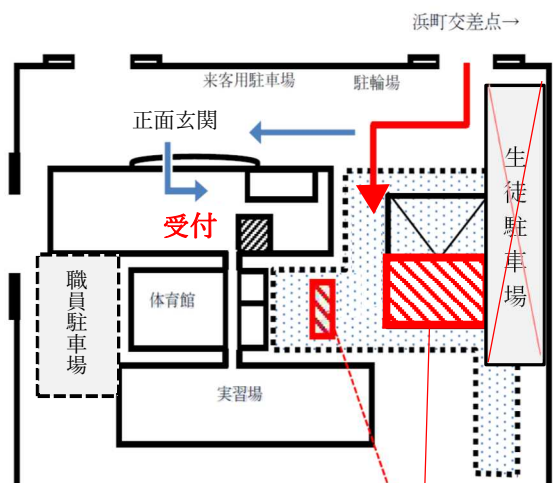 浜町交差点→
来客用駐車場
駐輪場
正面玄関
受付
生徒駐車場
職員駐車場
体育館
実習場